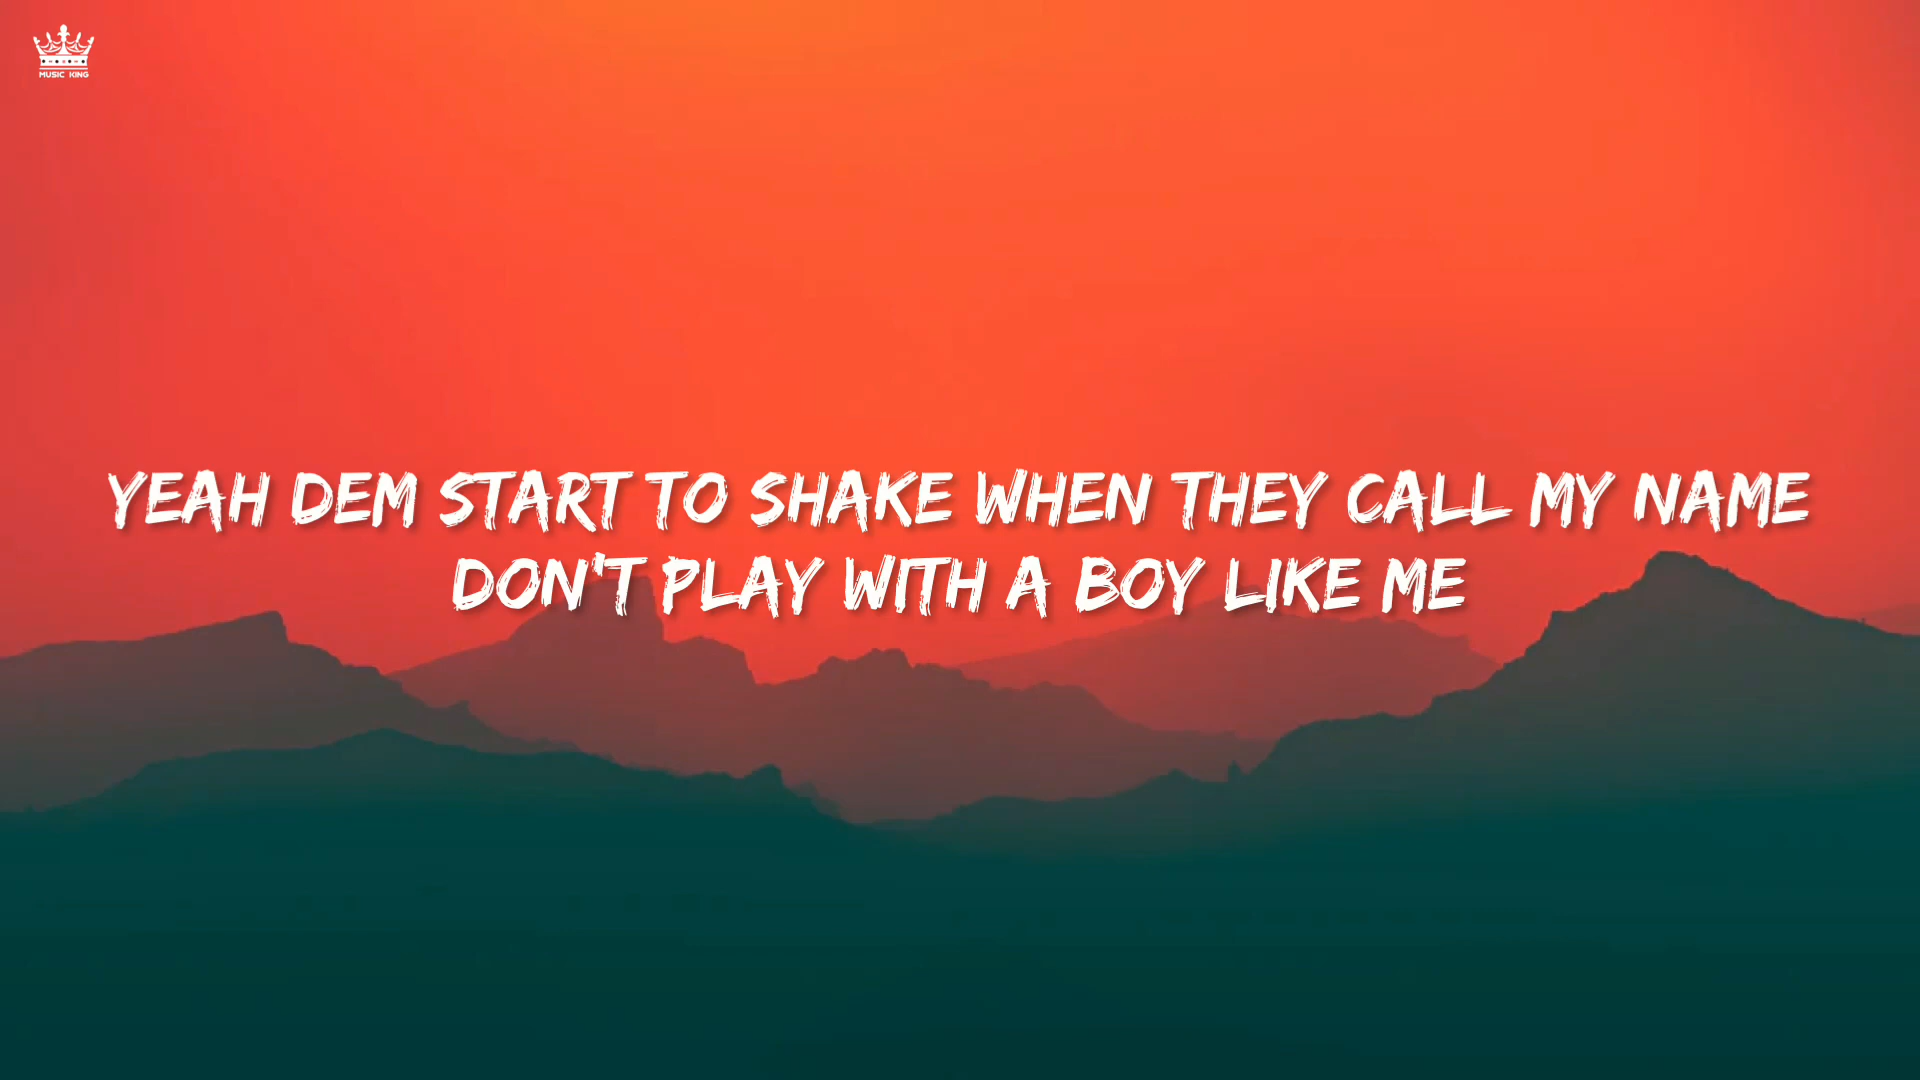 MUSIC KING
YEAH DEM START TO SHAKE WHEN THEY CALL MY NAME
DON'T PLAY WITH A BOY LIKE ME